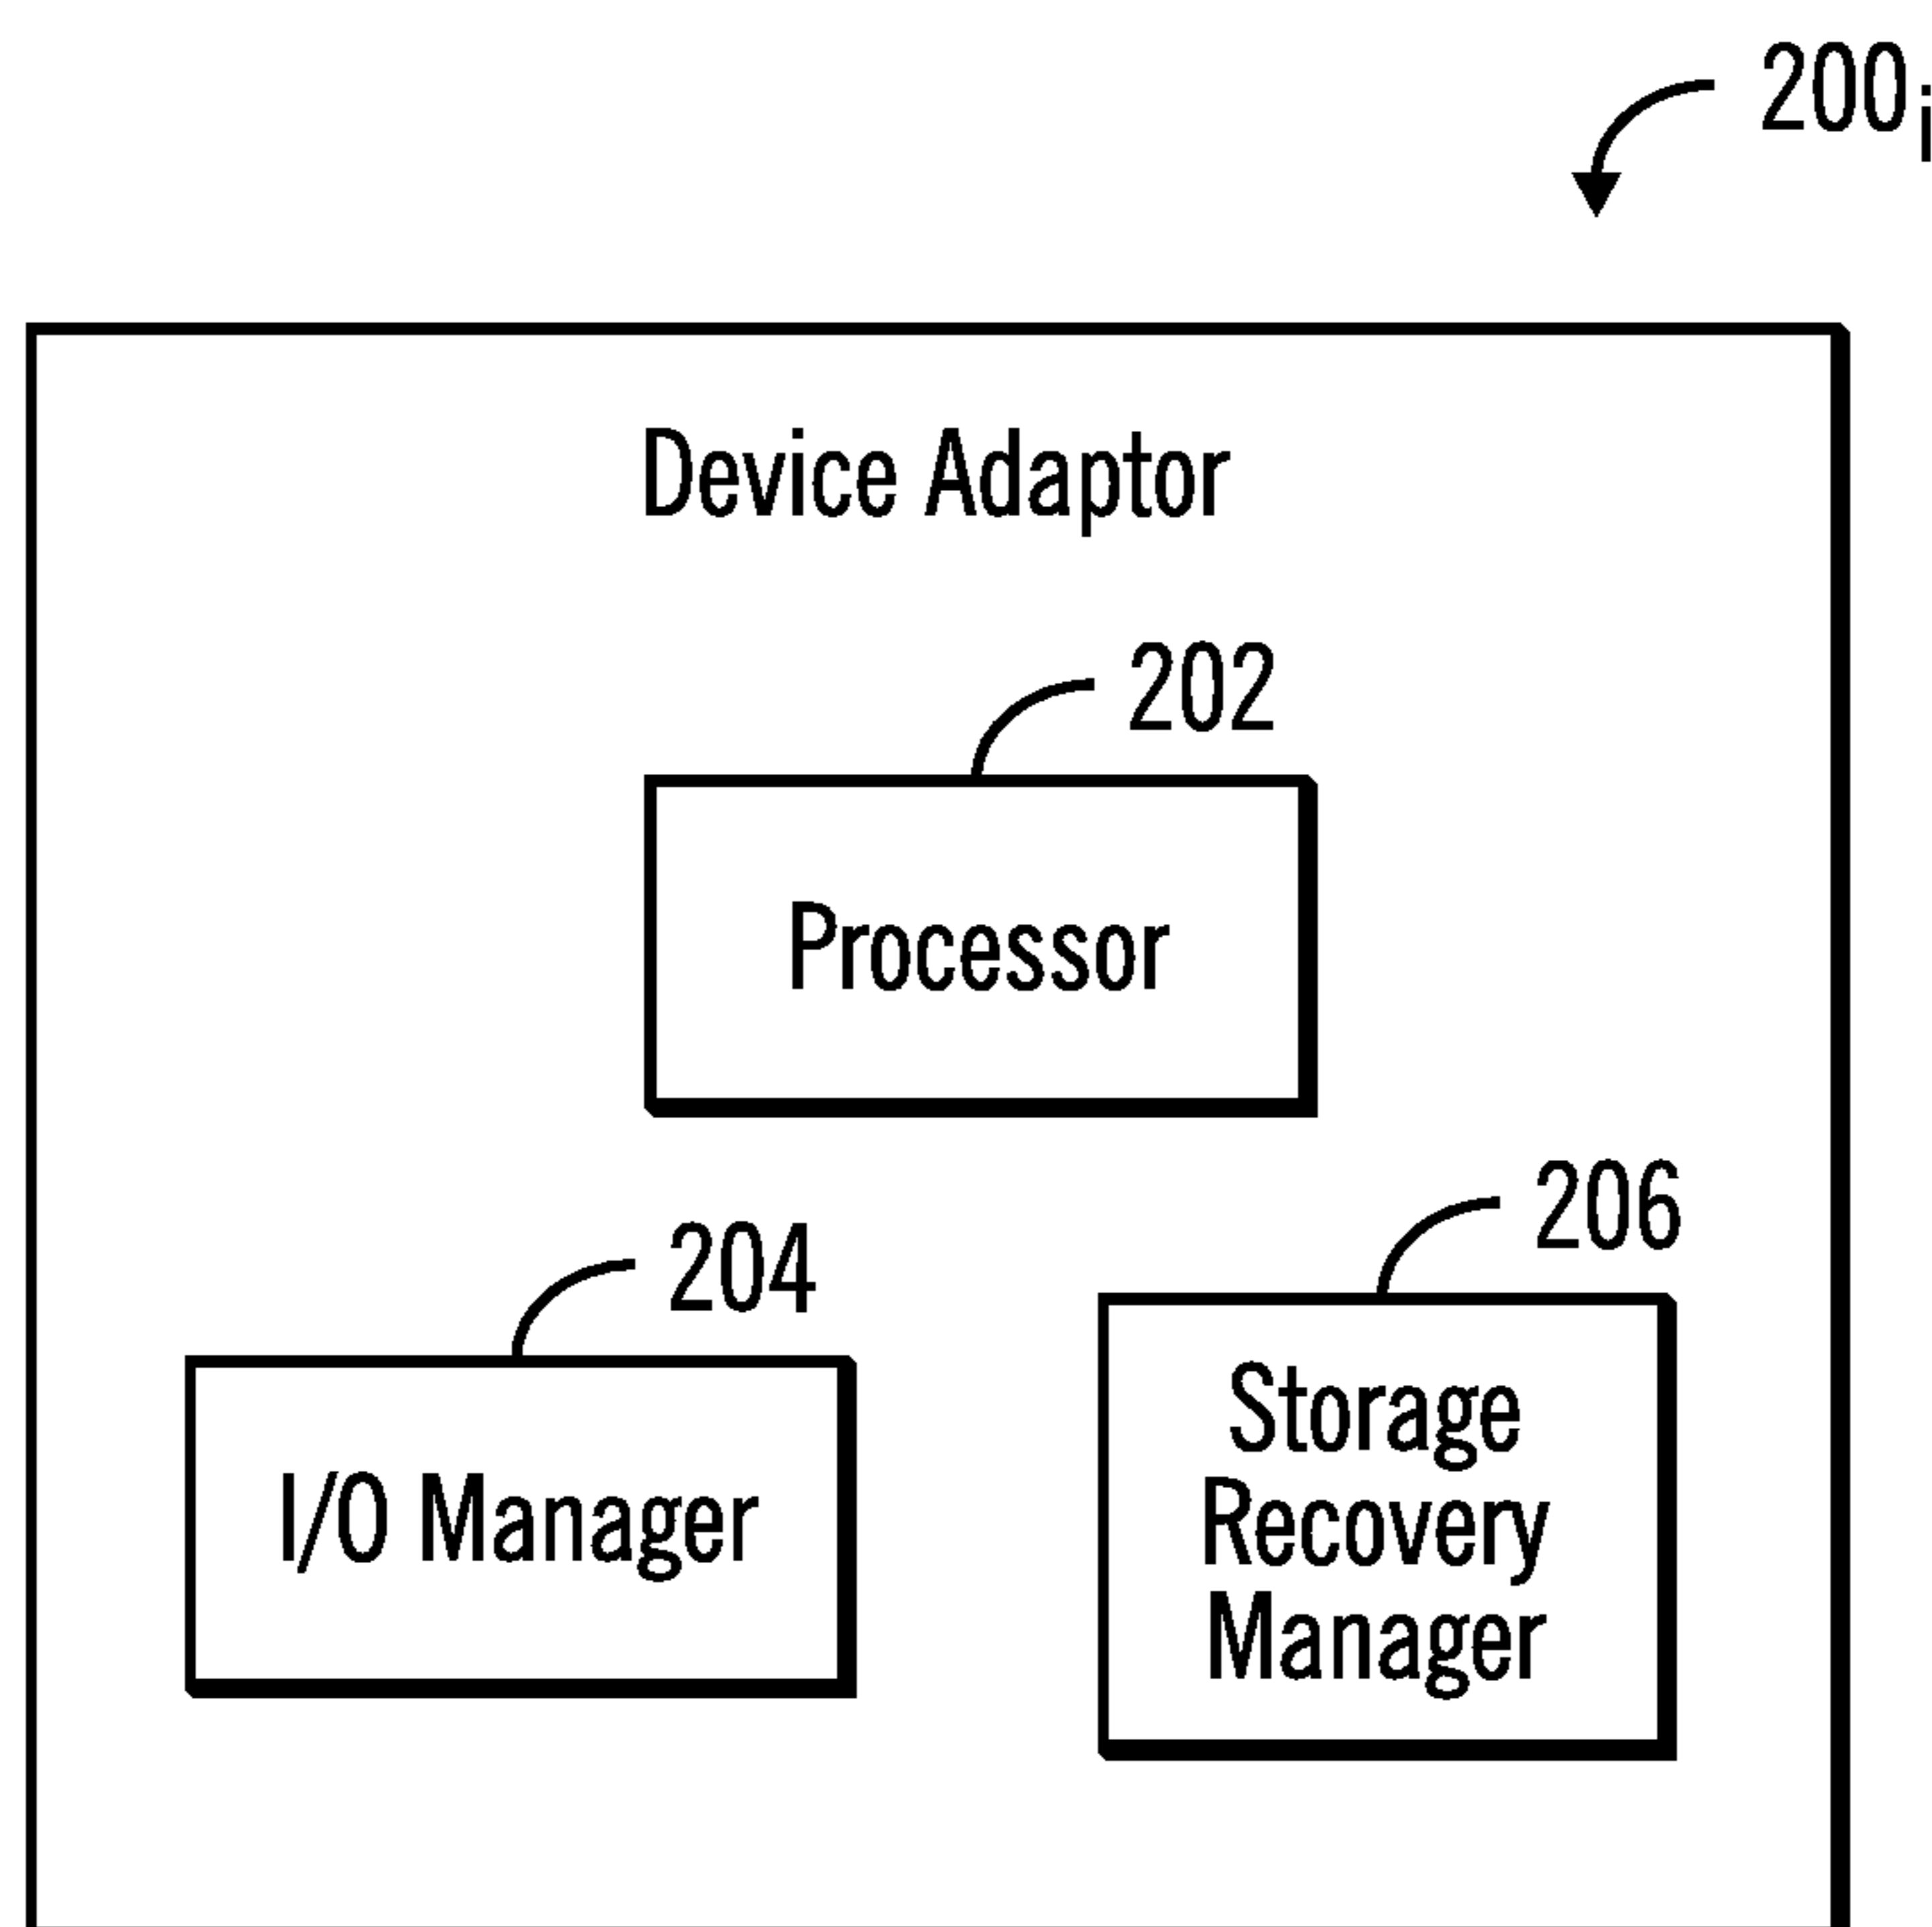 200i
Device Adaptor
202
Processor
206
204
Storage
Recovery
Manager
I/O Manager